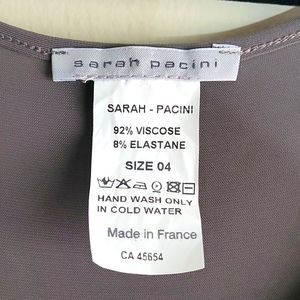 sarah pacini
SARAH - PACINI
92% VISCOSE
8% ELASTANE
SIZE 04
HAND WASH ONLY
IN COLD WATER
Made in France
CA 45654